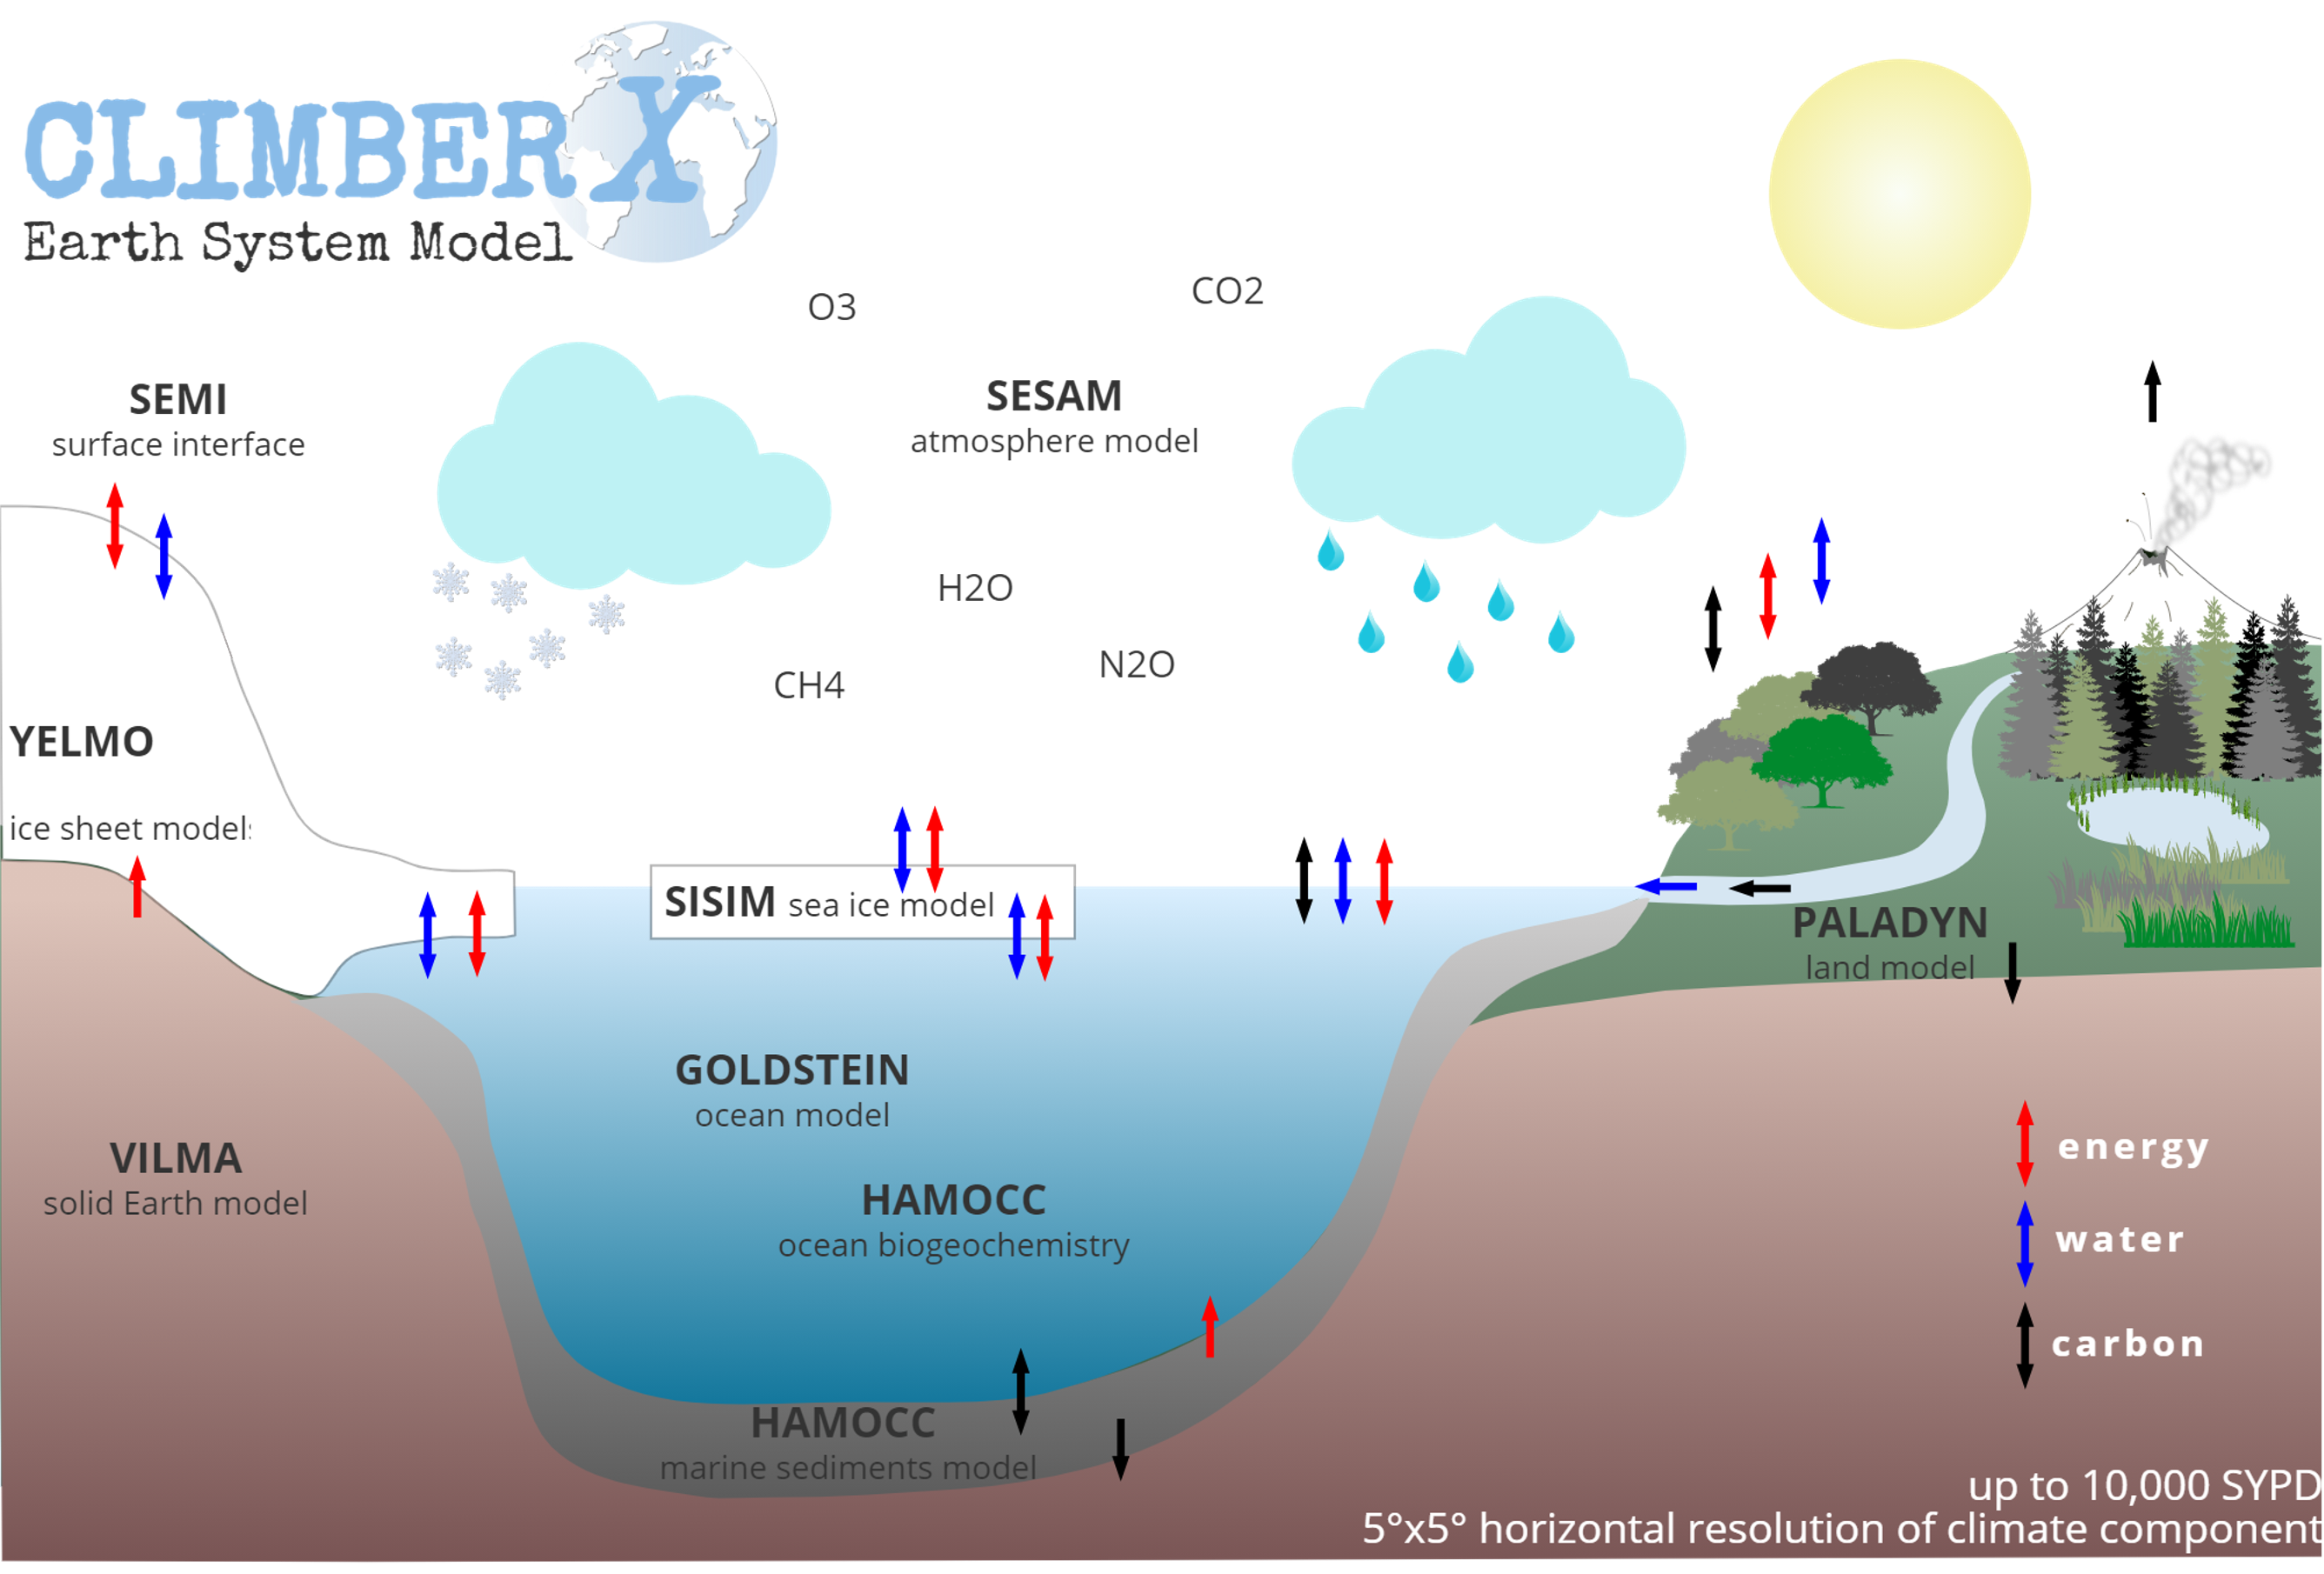 CLIMBER X
Earth System Model
O3
CO2
SEMI
surface interface
SESAM
atmosphere model
H2O
N2O
CH4
YELMO
ice sheet models
SISIM sea ice model
PALADYN
land model
GOLDSTEIN
ocean model
HAMOCC
ocean biogeochemistry
VILMA
solid Earth model
energy
water
carbon
HAMOCC
marine sediments model
up to 10,000 SYPD
5°x5° horizontal resolution of climate component